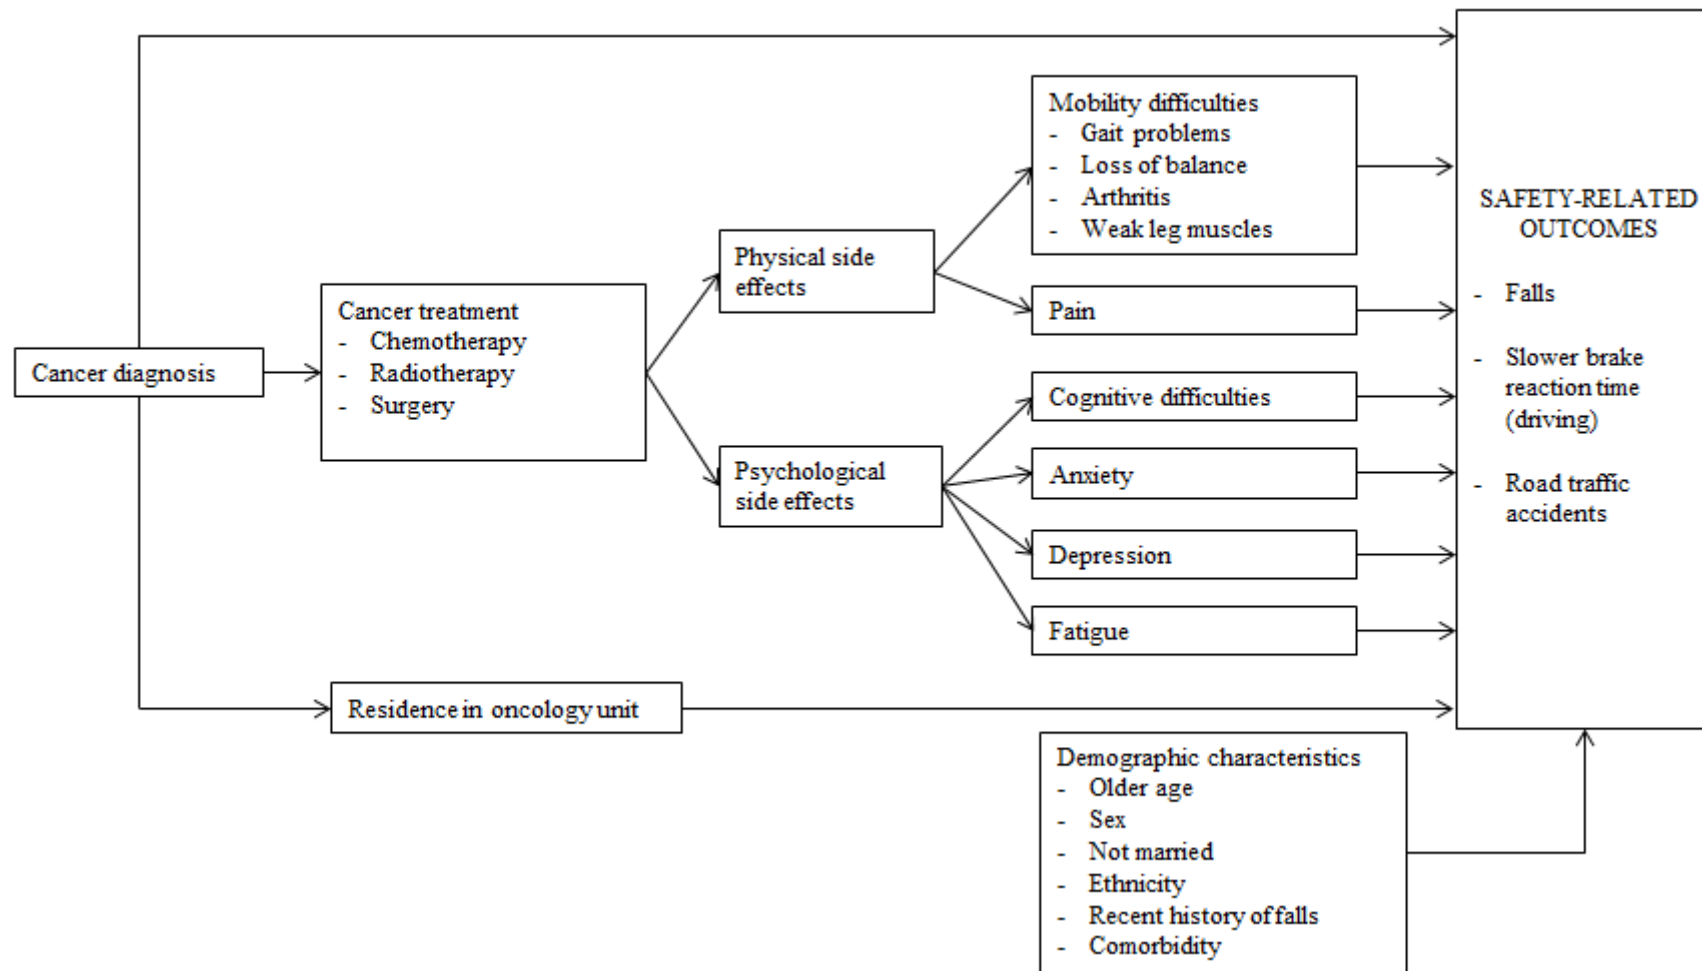 Cancer diagnosis
Cancer treatment
- Chemotherapy
- Radiotherapy
- Surgery
Physical side
effects
Psychological
side effects
Mobility difficulties
- Gait problems
- Loss of balance
- Arthritis
- Weak leg muscles
Pain
Cognitive difficulties
Anxiety
Depression
Fatigue
Residence in oncology unit
Demographic characteristics
- Older age
- Sex
- Not married
- Ethnicity
- Recent history of falls
- Comorbidity
SAFETY-RELATED
OUTCOMES
- Falls
- Slower brake
reaction time
(driving)
- Road traffic
accidents